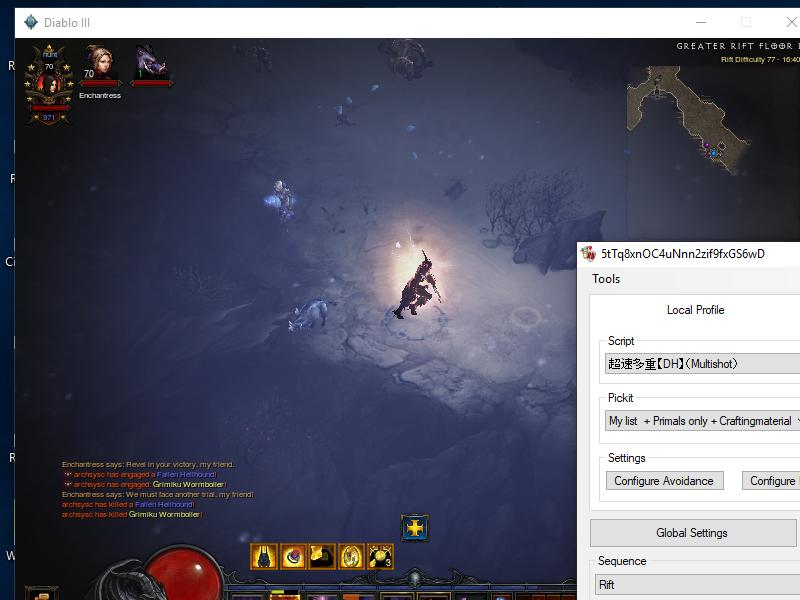 Diablo III
GREATER RIFT FLOOR
Rift Difficulty 77 - 16:40
70
70
1
971
Enchantress
5tTq8xnOC4uNnn2zif9fxGS6wD
Tools
Local Profile
Script
超速多重【DH】(Multishot)
Pickit
My list + Primals only + Craftingmaterial
Settings
Configure Avoidance
Configure
Global Settings
Sequence
Rift
Enchantress says: Revel in your victory, my friend.
archsysc has engaged a Fallen Hellhound!
archsysc has engaged: Grimiku Wormboiler!
Enchantress says: We must face another trial, my friend!
archsysc has killed a Fallen Hellhound!
archsysc has killed Grimiku Wormboiler!
3